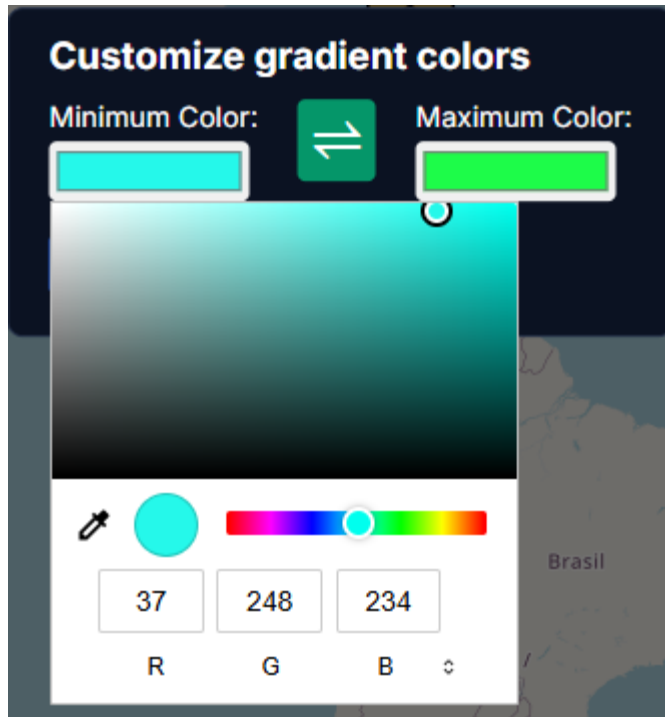 Customize gradient colors
Minimum Color:
Maximum Color:
37 248 234
R G B
Brasil